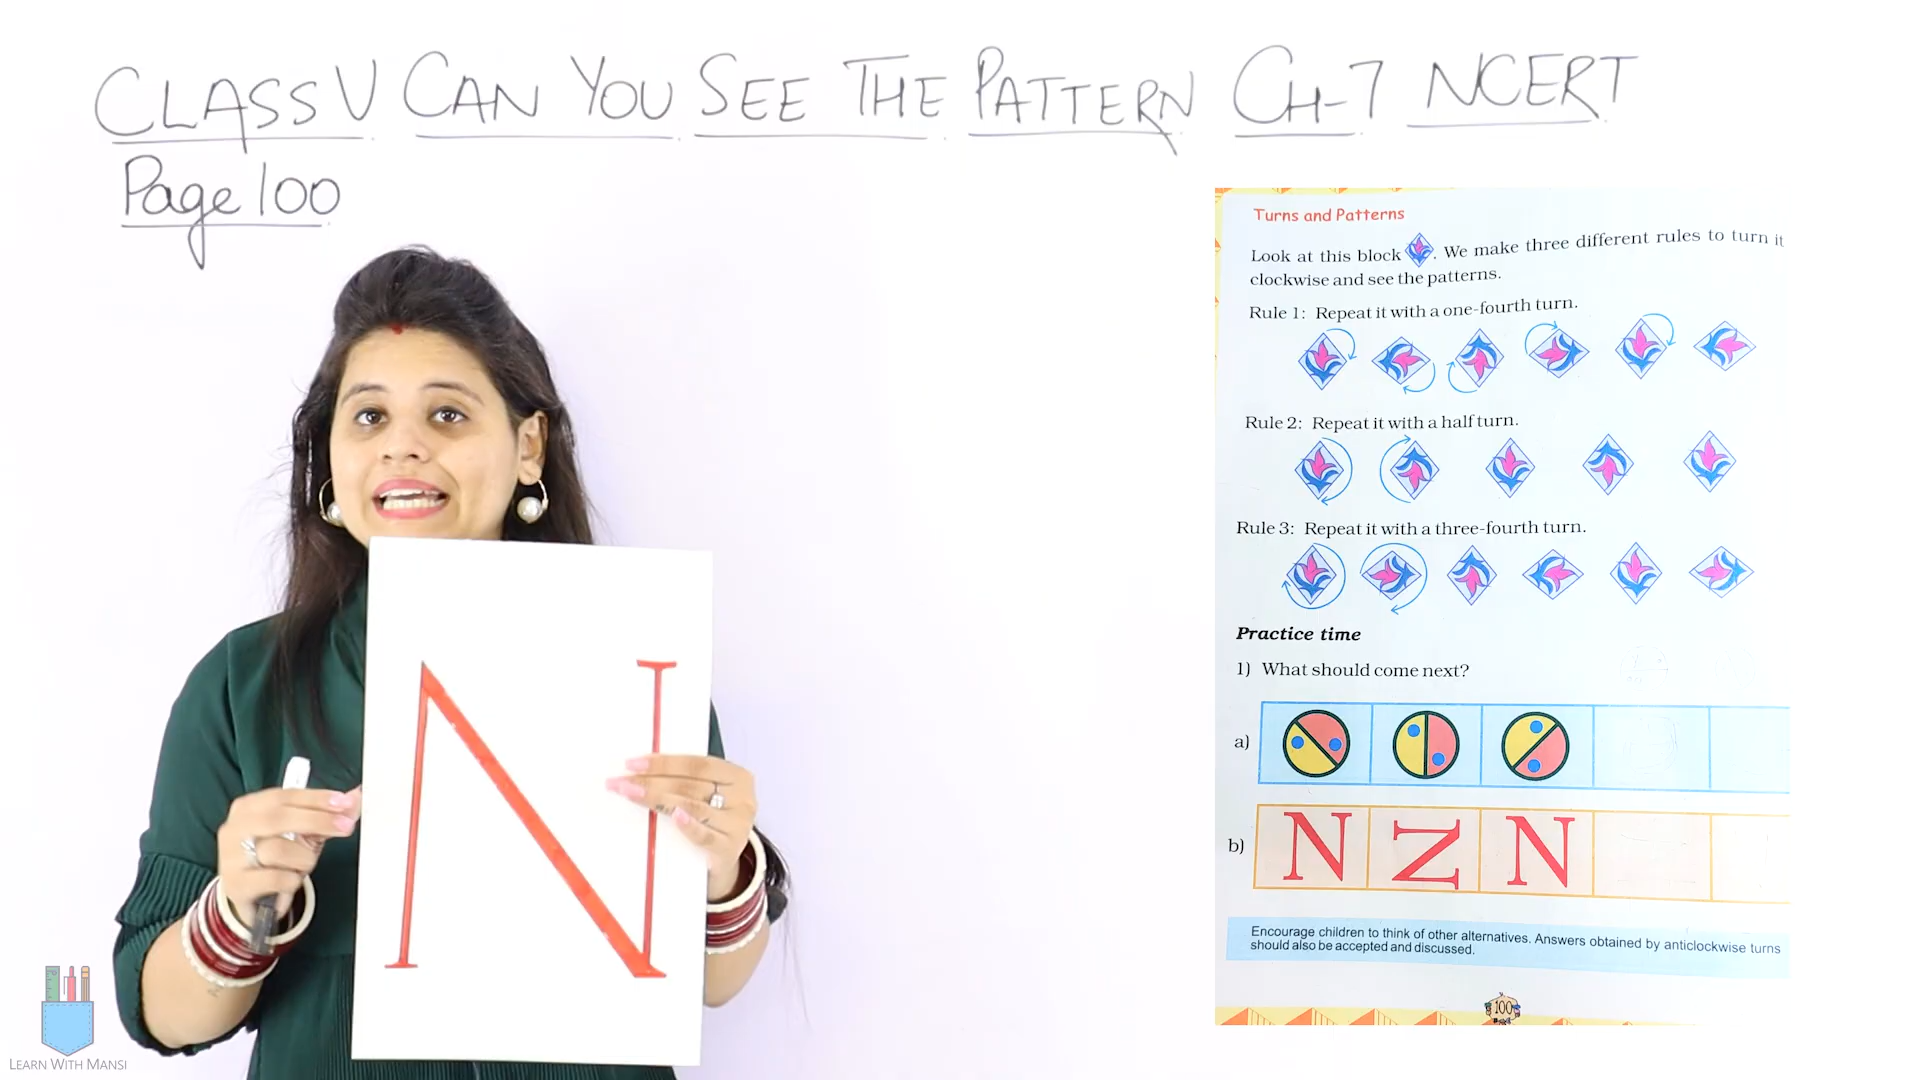 CLASS V CAN YOU SEE THE PATTERN CH-7 NCERT
Page 100
Turns and Patterns
Look at this block . We make three different rules to turn it
clockwise and see the patterns.
Rule 1: Repeat it with a one-fourth turn.
Rule 2: Repeat it with a half turn.
Rule 3: Repeat it with a three-fourth turn.
Practice time
1) What should come next?
a)
b) N Z N
Encourage children to think of other alternatives. Answers obtained by anticlockwise turns
should also be accepted and discussed.
100
N
LEARN WITH MANSI